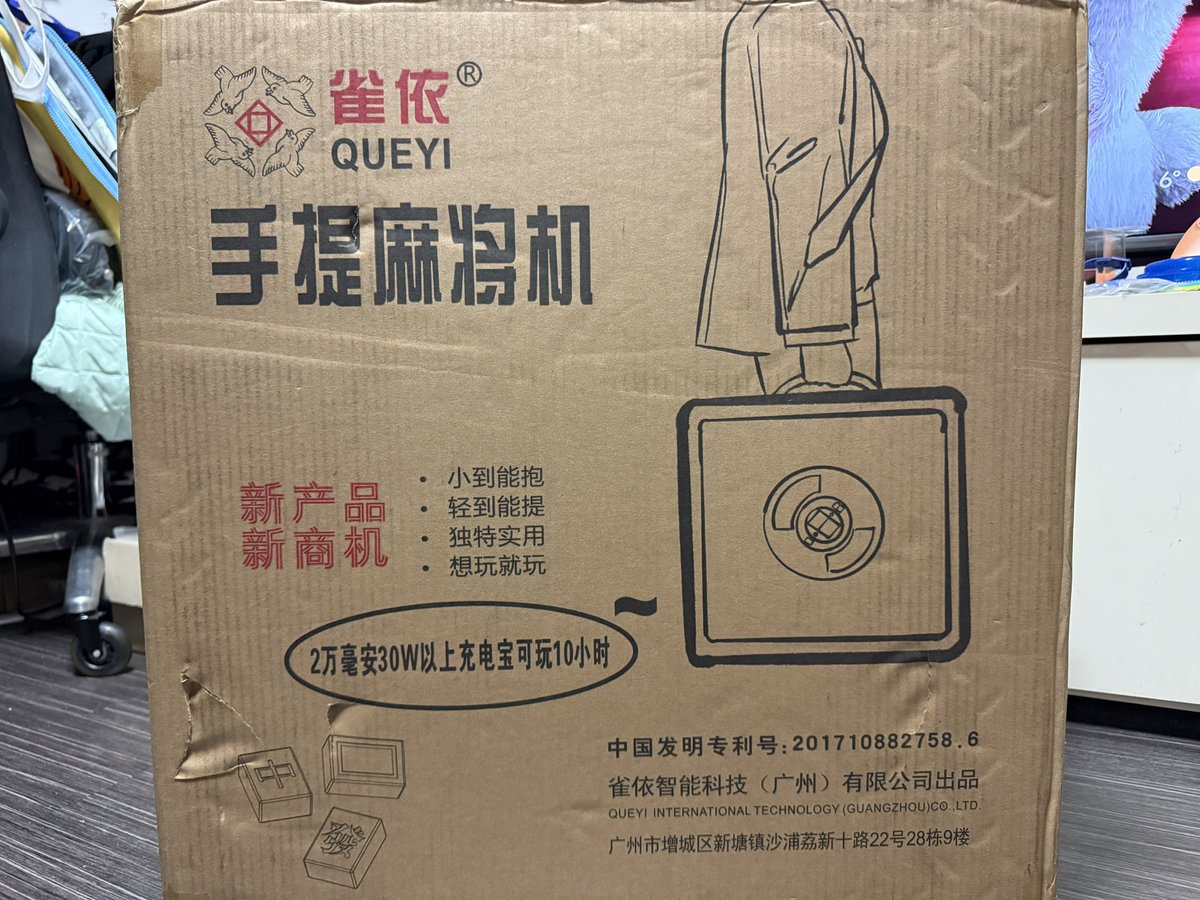 雀依®
QUEYI
手提麻将机
新产品
新商机
• 小到能抱
• 轻到能提
• 独特实用
• 想玩就玩
2万毫安30W以上充电宝可玩10小时
中
發
中国发明专利号:201710882758.6
雀依智能科技（广州）有限公司出品
QUEYI INTERNATIONAL TECHNOLOGY (GUANGZHOU)CO.,LTD.
广州市增城区新塘镇沙浦荔新十路22号28栋9楼
6°